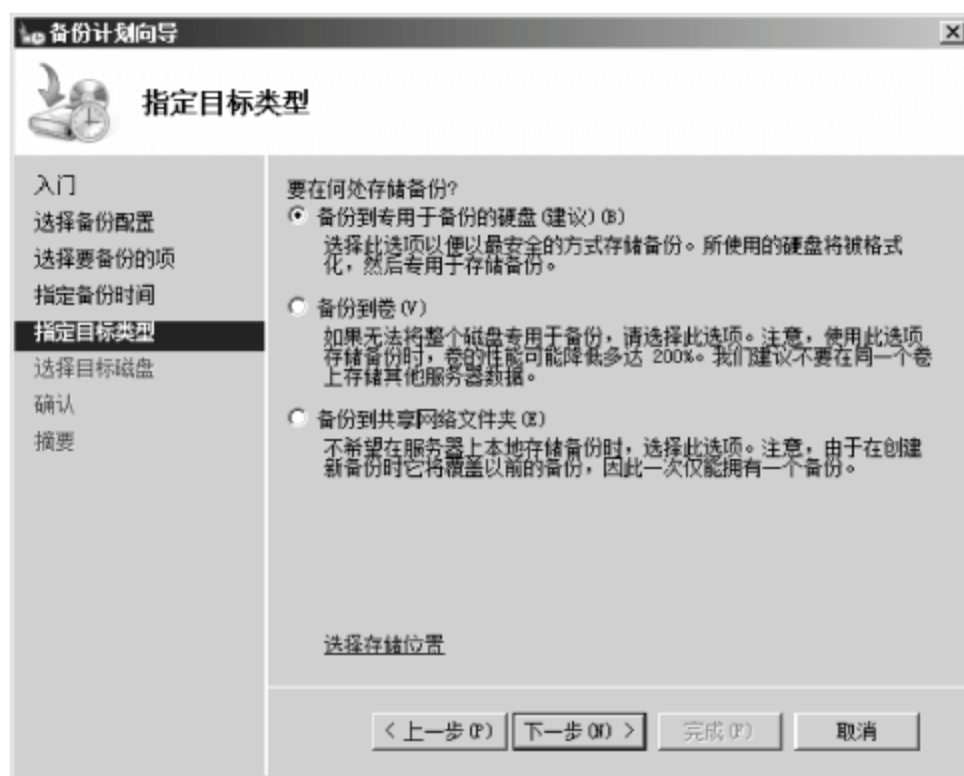 备份计划向导
指定目标类型
入门
选择备份配置
选择要备份的项
指定备份时间
指定目标类型
选择目标磁盘
确认
摘要
要在何处存储备份?
备份到专用于备份的硬盘(建议)(B)
选择此选项以便以最安全的方式存储备份。所使用的硬盘将被格式
化，然后专用于存储备份。
备份到卷(V)
如果无法将整个磁盘专用于备份，请选择此选项。注意，使用此选项
存储备份时，卷的性能可能降低多达 200%。我们建议不要在同一个卷
上存储其他服务器数据。
备份到共享网络文件夹(E)
不希望在服务器上本地存储备份时，选择此选项。注意，由于在创建
新备份时它将覆盖以前的备份，因此一次仅能拥有一个备份。
选择存储位置
< 上一步(P)
下一步(N) >
完成(F)
取消